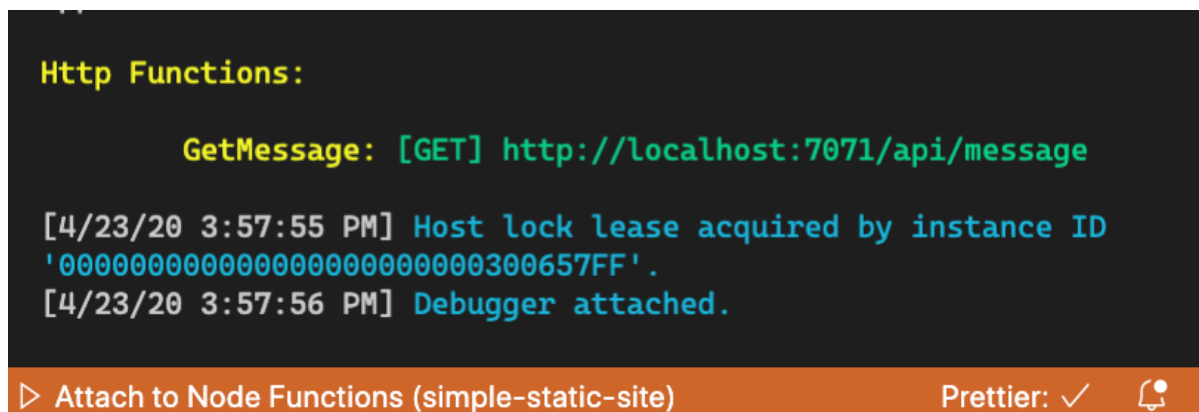 Http Functions:
GetMessage: [GET] http://localhost:7071/api/message
[4/23/20 3:57:55 PM] Host lock lease acquired by instance ID
'000000000000000000000000300657FF'.
[4/23/20 3:57:56 PM] Debugger attached.
Attach to Node Functions (simple-static-site) Prettier: ✓